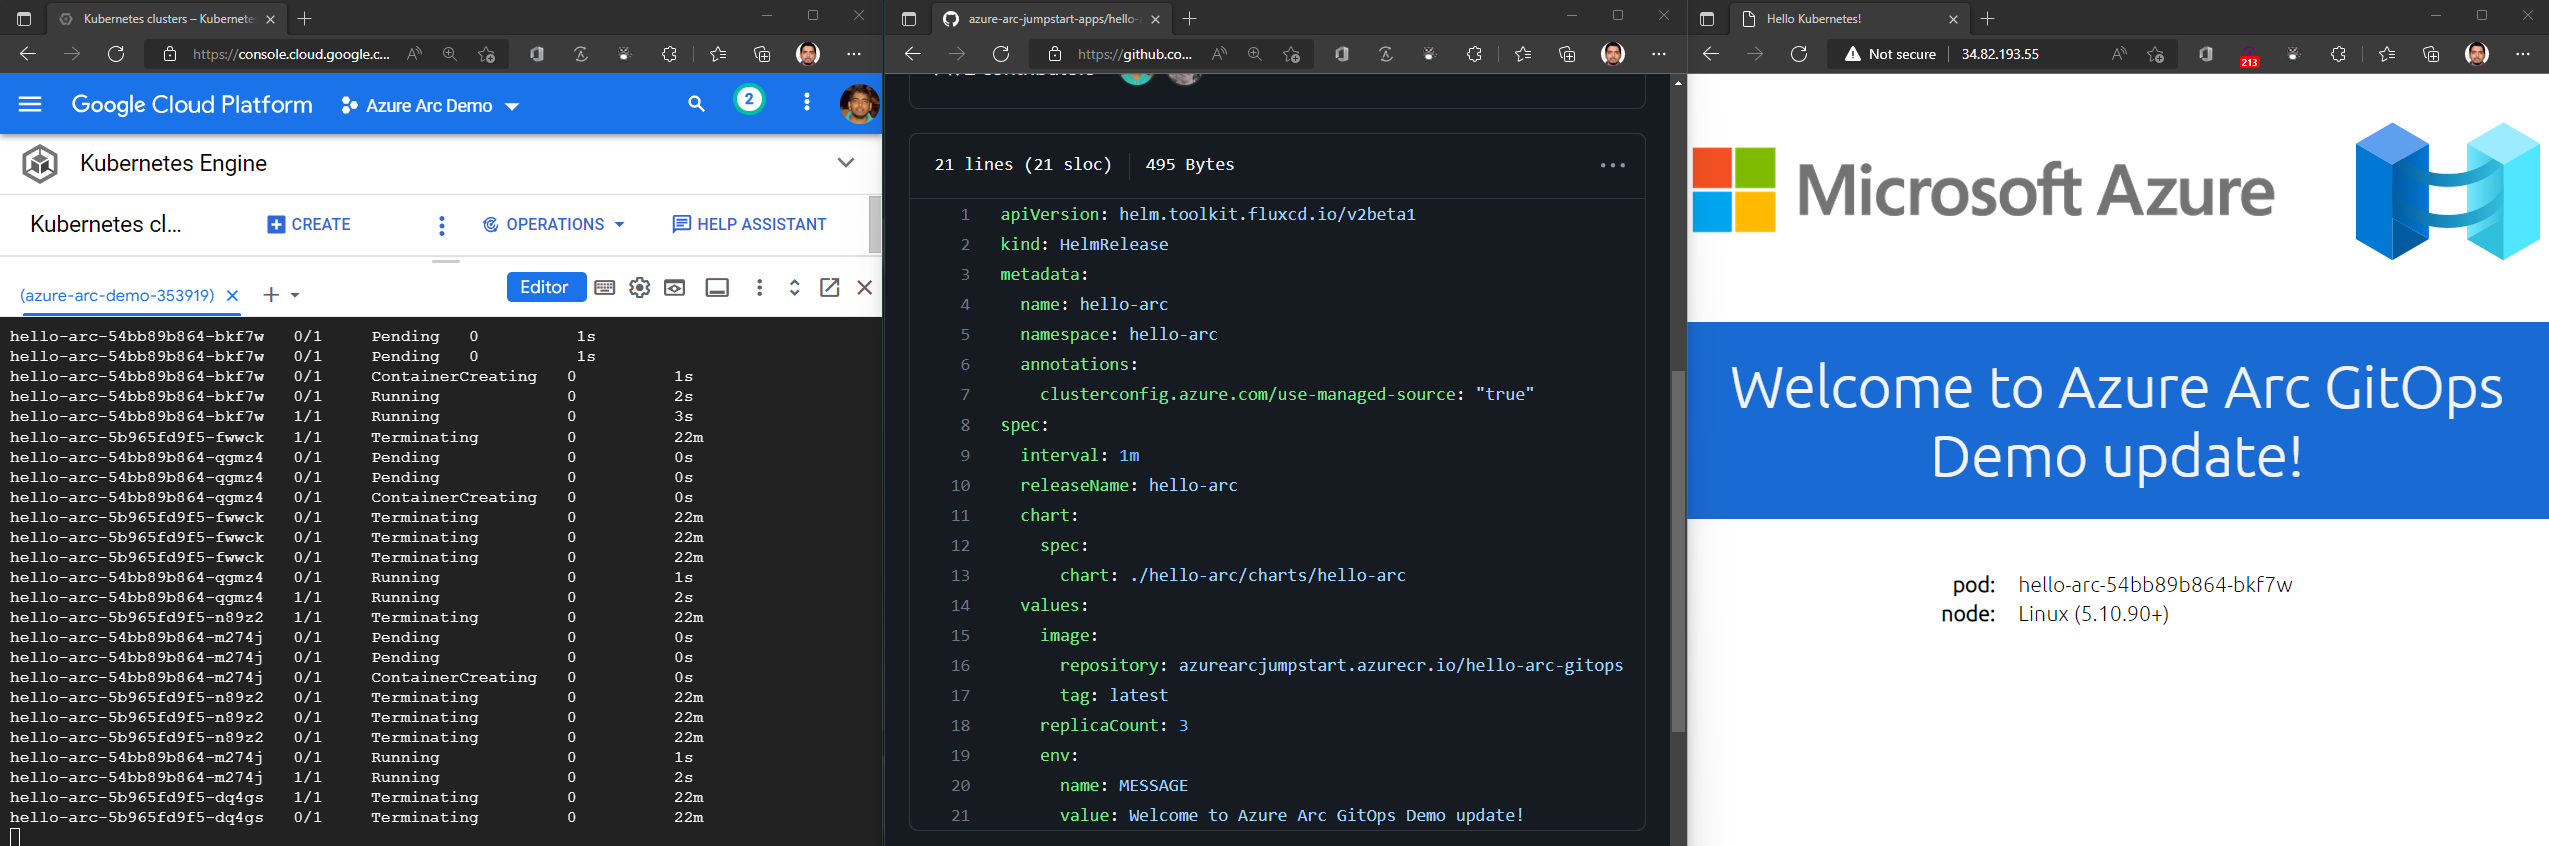 Kubernetes clusters – Kubernete
https://console.cloud.google.c...
Google Cloud Platform
Azure Arc Demo
2
Kubernetes Engine
Kubernetes cl...
CREATE
OPERATIONS
HELP ASSISTANT
(azure-arc-demo-353919)
Editor
hello-arc-54bb89b864-bkf7w 0/1 Pending 0 1s
hello-arc-54bb89b864-bkf7w 0/1 Pending 0 1s
hello-arc-54bb89b864-bkf7w 0/1 ContainerCreating 0 1s
hello-arc-54bb89b864-bkf7w 0/1 Running 0 2s
hello-arc-54bb89b864-bkf7w 1/1 Running 0 3s
hello-arc-5b965fd9f5-fwwck 1/1 Terminating 0 22m
hello-arc-54bb89b864-qgmz4 0/1 Pending 0 0s
hello-arc-54bb89b864-qgmz4 0/1 Pending 0 0s
hello-arc-54bb89b864-qgmz4 0/1 ContainerCreating 0 0s
hello-arc-5b965fd9f5-fwwck 0/1 Terminating 0 22m
hello-arc-5b965fd9f5-fwwck 0/1 Terminating 0 22m
hello-arc-5b965fd9f5-fwwck 0/1 Terminating 0 22m
hello-arc-54bb89b864-qgmz4 0/1 Running 0 1s
hello-arc-54bb89b864-qgmz4 1/1 Running 0 2s
hello-arc-5b965fd9f5-n89z2 1/1 Terminating 0 22m
hello-arc-54bb89b864-m274j 0/1 Pending 0 0s
hello-arc-54bb89b864-m274j 0/1 Pending 0 0s
hello-arc-54bb89b864-m274j 0/1 ContainerCreating 0 0s
hello-arc-5b965fd9f5-n89z2 0/1 Terminating 0 22m
hello-arc-5b965fd9f5-n89z2 0/1 Terminating 0 22m
hello-arc-5b965fd9f5-n89z2 0/1 Terminating 0 22m
hello-arc-54bb89b864-m274j 0/1 Running 0 1s
hello-arc-54bb89b864-m274j 1/1 Running 0 2s
hello-arc-5b965fd9f5-dq4gs 1/1 Terminating 0 22m
hello-arc-5b965fd9f5-dq4gs 0/1 Terminating 0 22m
azure-arc-jumpstart-apps/hello-
https://github.co...
21 lines (21 sloc) 495 Bytes
1 apiVersion: helm.toolkit.fluxcd.io/v2beta1
2 kind: HelmRelease
3 metadata:
4 name: hello-arc
5 namespace: hello-arc
6 annotations:
7 clusterconfig.azure.com/use-managed-source: "true"
8 spec:
9 interval: 1m
10 releaseName: hello-arc
11 chart:
12 spec:
13 chart: ./hello-arc/charts/hello-arc
14 values:
15 image:
16 repository: azurearcjumpstart.azurecr.io/hello-arc-gitops
17 tag: latest
18 replicaCount: 3
19 env:
20 name: MESSAGE
21 value: Welcome to Azure Arc GitOps Demo update!
Hello Kubernetes!
Not secure 34.82.193.55
213
Microsoft Azure
Welcome to Azure Arc GitOps
Demo update!
pod: hello-arc-54bb89b864-bkf7w
node: Linux (5.10.90+)